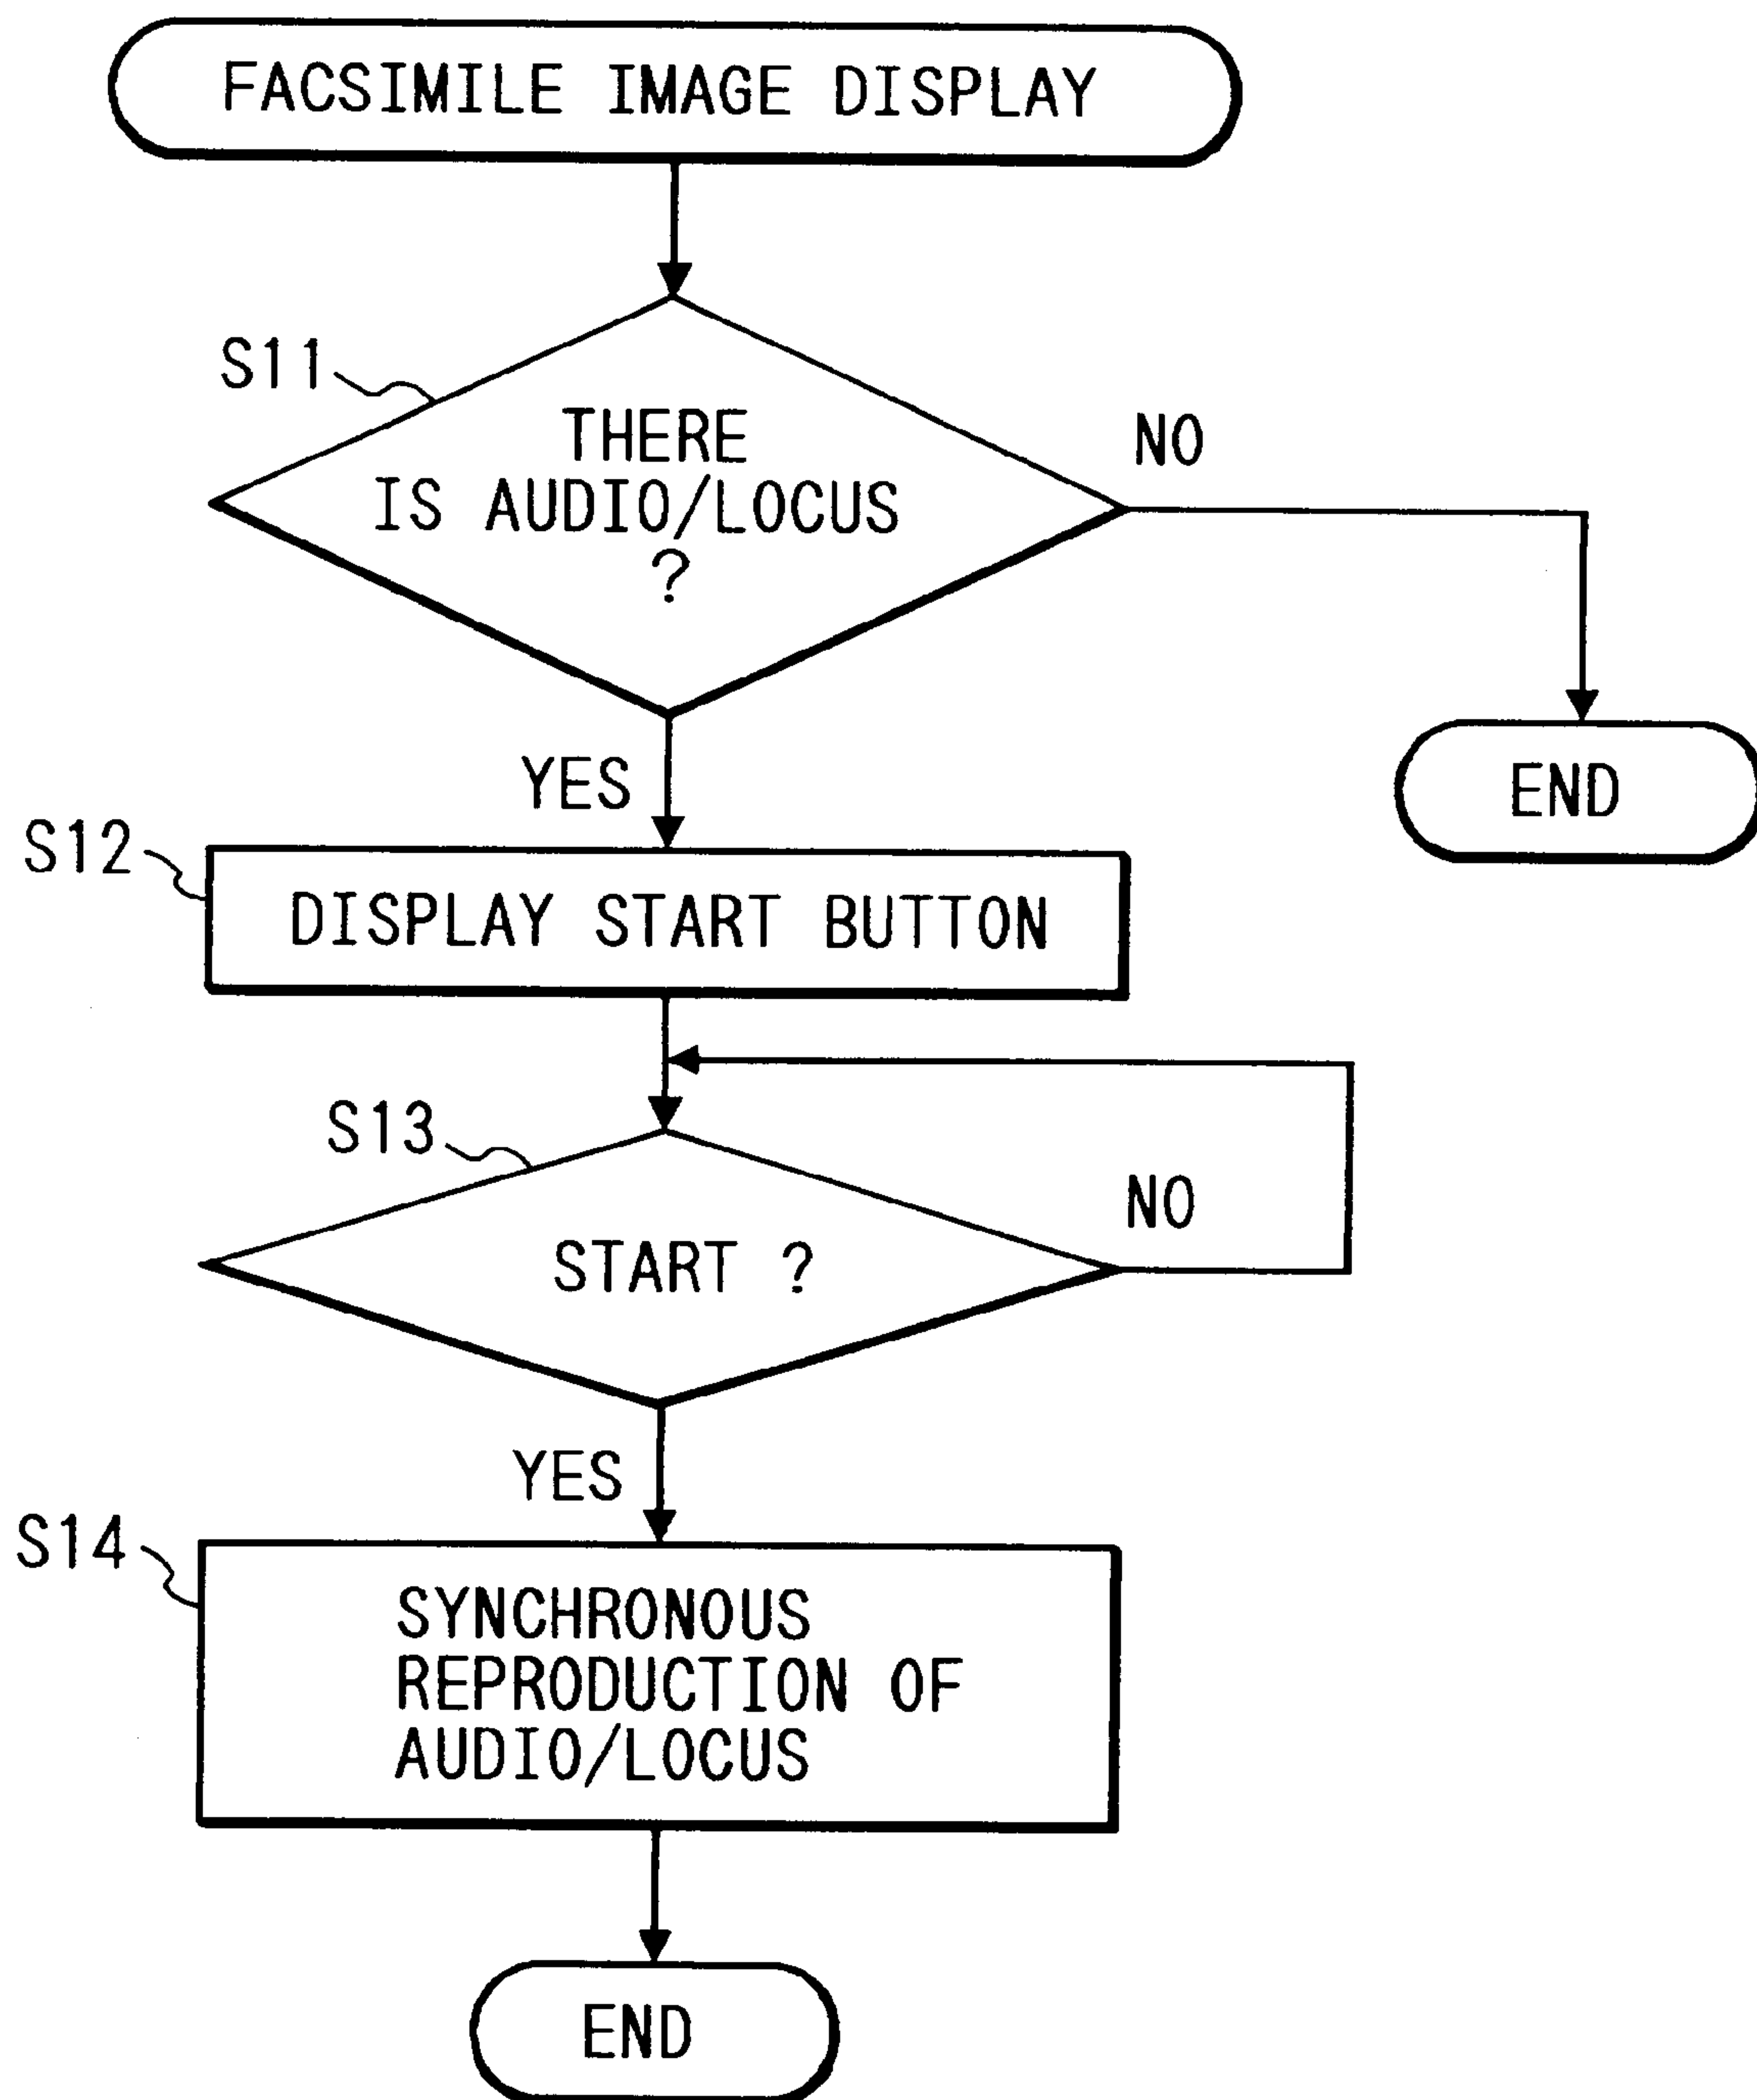 FACSIMILE IMAGE DISPLAY
S11
THERE
IS AUDIO/LOCUS
?
NO
YES
END
S12
DISPLAY START BUTTON
S13
START ?
NO
YES
S14
SYNCHRONOUS
REPRODUCTION OF
AUDIO/LOCUS
END